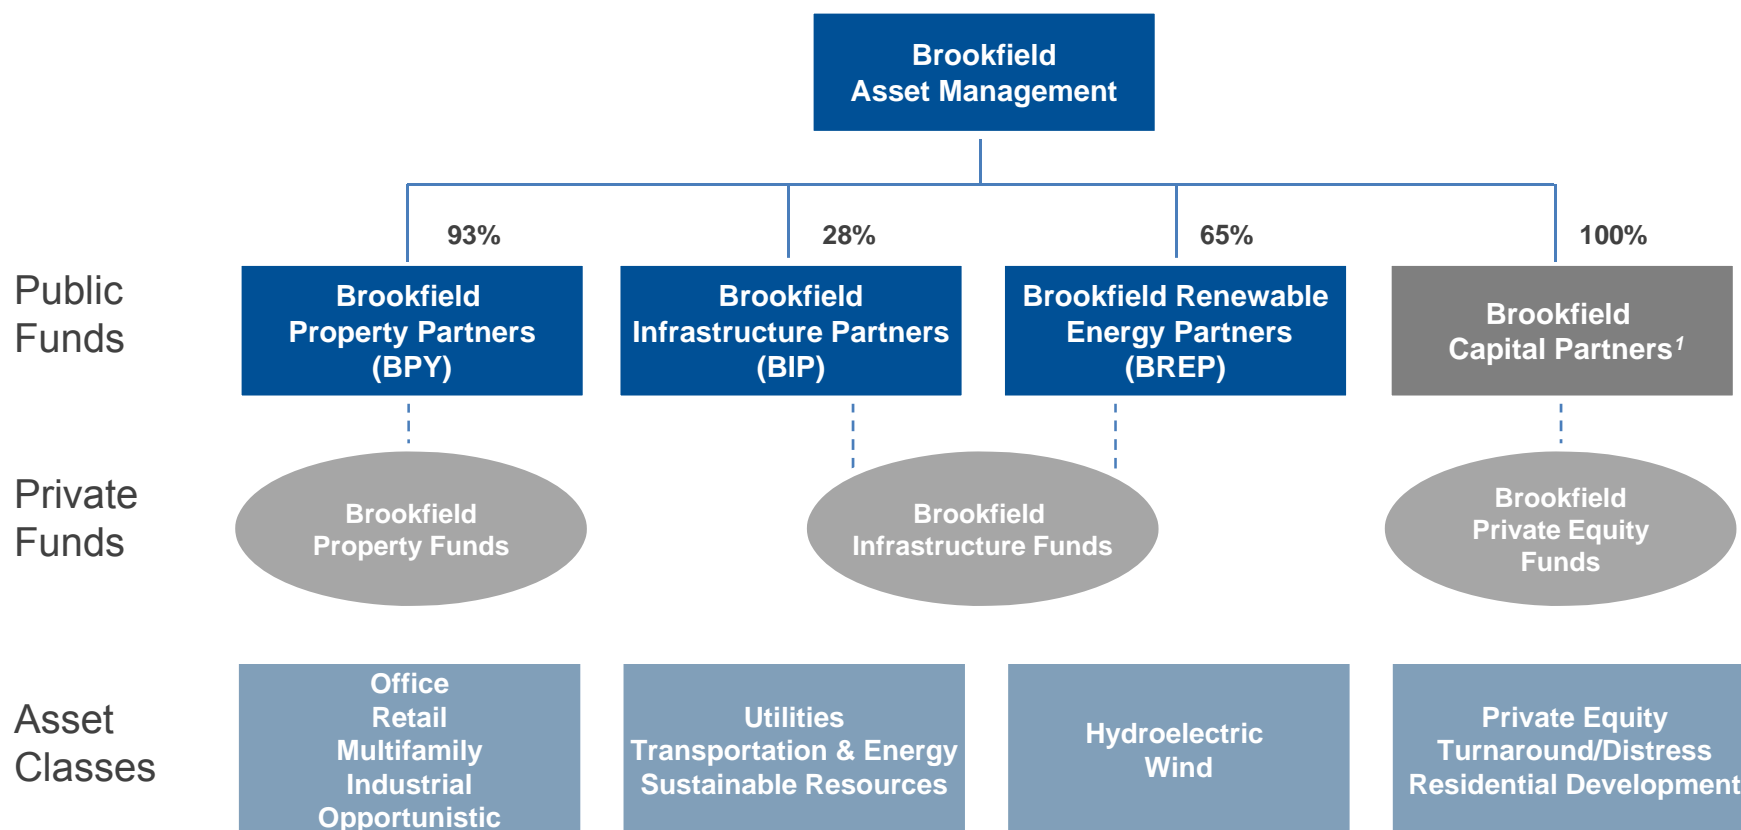 Brookfield
Asset Management
93%
28%
65%
100%
Public
Funds
Brookfield
Property Partners
(BPY)
Brookfield
Infrastructure Partners
(BIP)
Brookfield Renewable
Energy Partners
(BREP)
Brookfield
Capital Partners1
Private
Funds
Brookfield
Property Funds
Brookfield
Infrastructure Funds
Brookfield
Private Equity
Funds
Asset
Classes
Office
Retail
Multifamily
Industrial
Opportunistic
Utilities
Transportation & Energy
Sustainable Resources
Hydroelectric
Wind
Private Equity
Turnaround/Distress
Residential Development